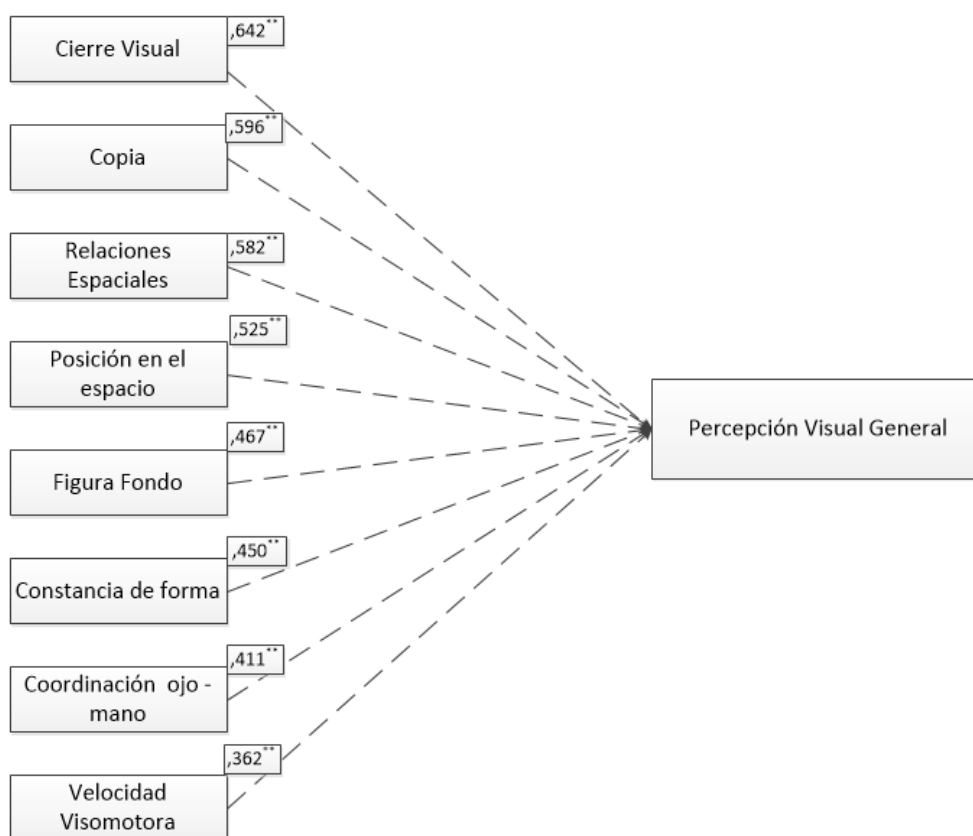 ,642**
Cierre Visual
,596**
Copia
,582**
Relaciones
Espaciales
,525**
Posición en el
espacio
Percepción Visual General
,467**
Figura Fondo
,450**
Constancia de forma
,411**
Coordinación ojo -
mano
,362**
Velocidad
Visomotora